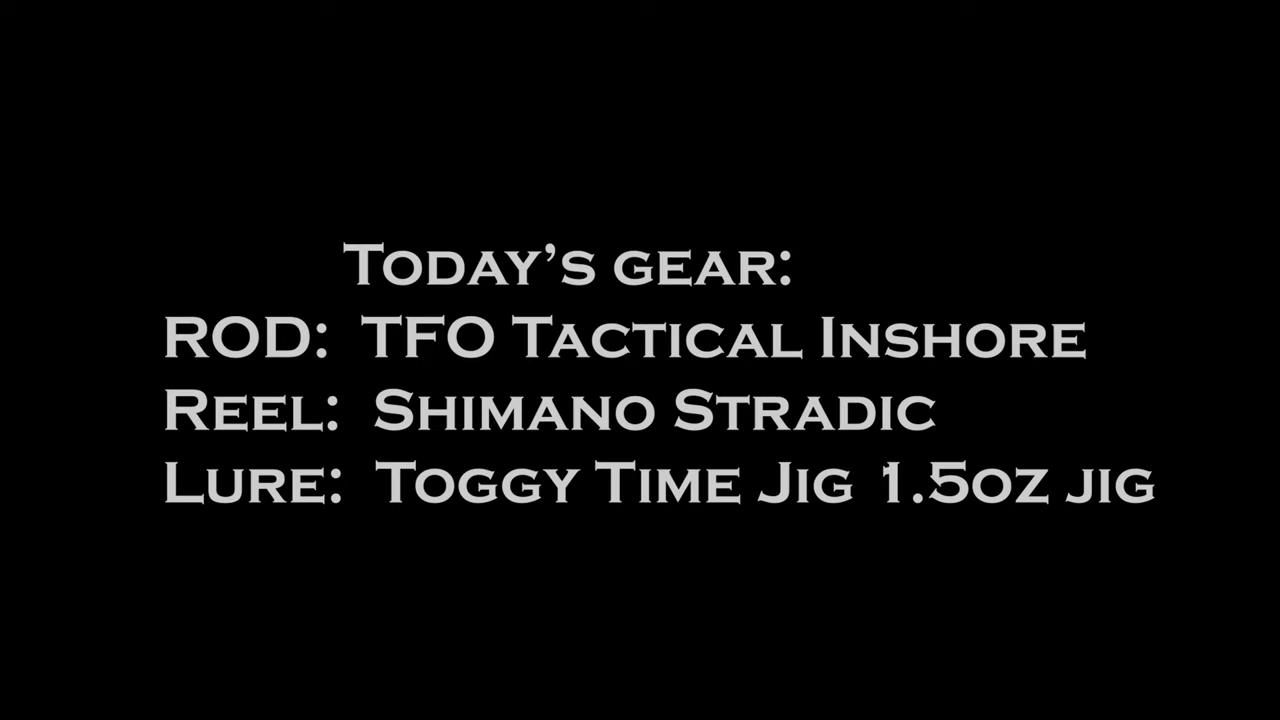 Today's gear:
ROD: TFO Tactical Inshore
Reel: Shimano Stradic
Lure: Toggy Time Jig 1.5oz jig